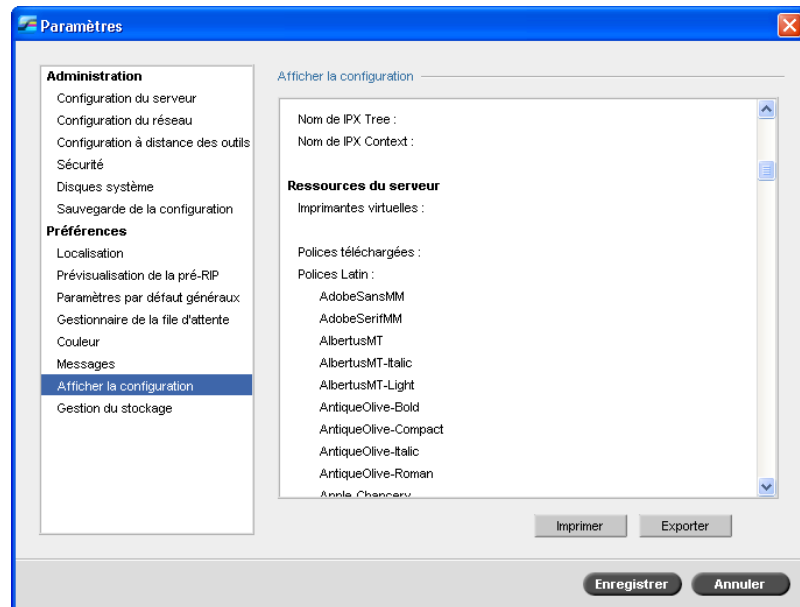 Paramètres
Administration
Configuration du serveur
Configuration du réseau
Configuration à distance des outils
Sécurité
Disques système
Sauvegarde de la configuration
Préférences
Localisation
Prévisualisation de la pré-RIP
Paramètres par défaut généraux
Gestionnaire de la file d'attente
Couleur
Messages
Afficher la configuration
Gestion du stockage
Afficher la configuration
Nom de IPX Tree :
Nom de IPX Context :
Ressources du serveur
Imprimantes virtuelles :
Polices téléchargées :
Polices Latin :
AdobeSansMM
AdobeSerifMM
AlbertusMT
AlbertusMT-Italic
AlbertusMT-Light
AntiqueOlive-Bold
AntiqueOlive-Compact
AntiqueOlive-Italic
AntiqueOlive-Roman
Apple Chancery
Imprimer
Exporter
Enregistrer
Annuler